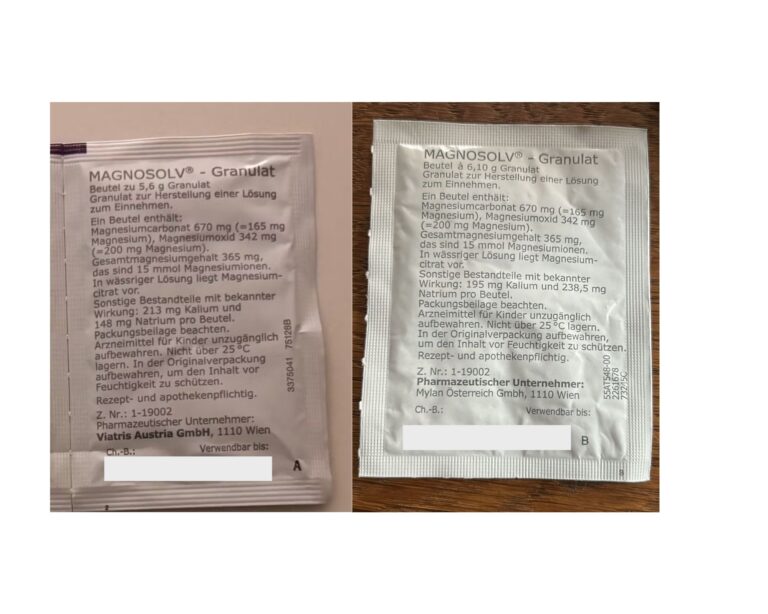 MAGNOSOLV® - Granulat
Beutel zu 5,6 g Granulat
Granulat zur Herstellung einer Lösung
zum Einnehmen.
Ein Beutel enthält:
Magnesiumcarbonat 670 mg (=165 mg
Magnesium), Magnesiumoxid 342 mg
(=200 mg Magnesium).
Gesamtmagnesiumgehalt 365 mg,
das sind 15 mmol Magnesiumionen.
In wässriger Lösung liegt Magnesium-
citrat vor.
Sonstige Bestandteile mit bekannter
Wirkung: 213 mg Kalium und
148 mg Natrium pro Beutel.
Packungsbeilage beachten.
Arzneimittel für Kinder unzugänglich
aufbewahren. Nicht über 25 °C
lagern. In der Originalverpackung
aufbewahren, um den Inhalt vor
Feuchtigkeit zu schützen.
Rezept- und apothekenpflichtig.
Z. Nr.: 1-19002
Pharmazeutischer Unternehmer:
Viatris Austria GmbH, 1110 Wien
Ch.-B.: Verwendbar bis:
A
3375041 75128B
2
MAGNOSOLV® - Granulat
Beutel à 6,10 g Granulat
Granulat zur Herstellung einer Lösung
zum Einnehmen.
Ein Beutel enthält:
Magnesiumcarbonat 670 mg (=165 mg
Magnesium), Magnesiumoxid 342 mg
(=200 mg Magnesium).
Gesamtmagnesiumgehalt 365 mg,
das sind 15 mmol Magnesiumionen.
In wässriger Lösung liegt Magnesium-
citrat vor.
Sonstige Bestandteile mit bekannter
Wirkung: 195 mg Kalium und 238,5 mg
Natrium pro Beutel.
Packungsbeilage beachten.
Arzneimittel für Kinder unzugänglich
aufbewahren. Nicht über 25 °C lagern.
In der Originalverpackung aufbewahren,
um den Inhalt vor Feuchtigkeit zu schützen.
Rezept- und apothekenpflichtig.
Z. Nr.: 1-19002
Pharmazeutischer Unternehmer:
Mylan Österreich GmbH, 1110 Wien
Ch.-B.: Verwendbar bis:
B